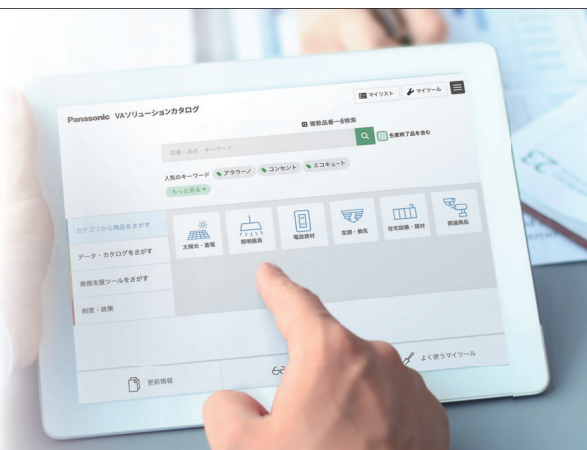 マイリスト
マイツール
Panasonic VAソリューションカタログ
複数品番一括検索
品番・品名・キーワード
生産終了品を含む
人気のキーワード アラウーノ コンセント エコキュート
もっと見る
カテゴリから商品をさがす
データ・カタログをさがす
業務支援ツールをさがす
制度・政策
太陽光・蓄電
照明器具
電設資材
空調・換気
住宅設備・建材
関連商品
更新情報
よく使うマイツール